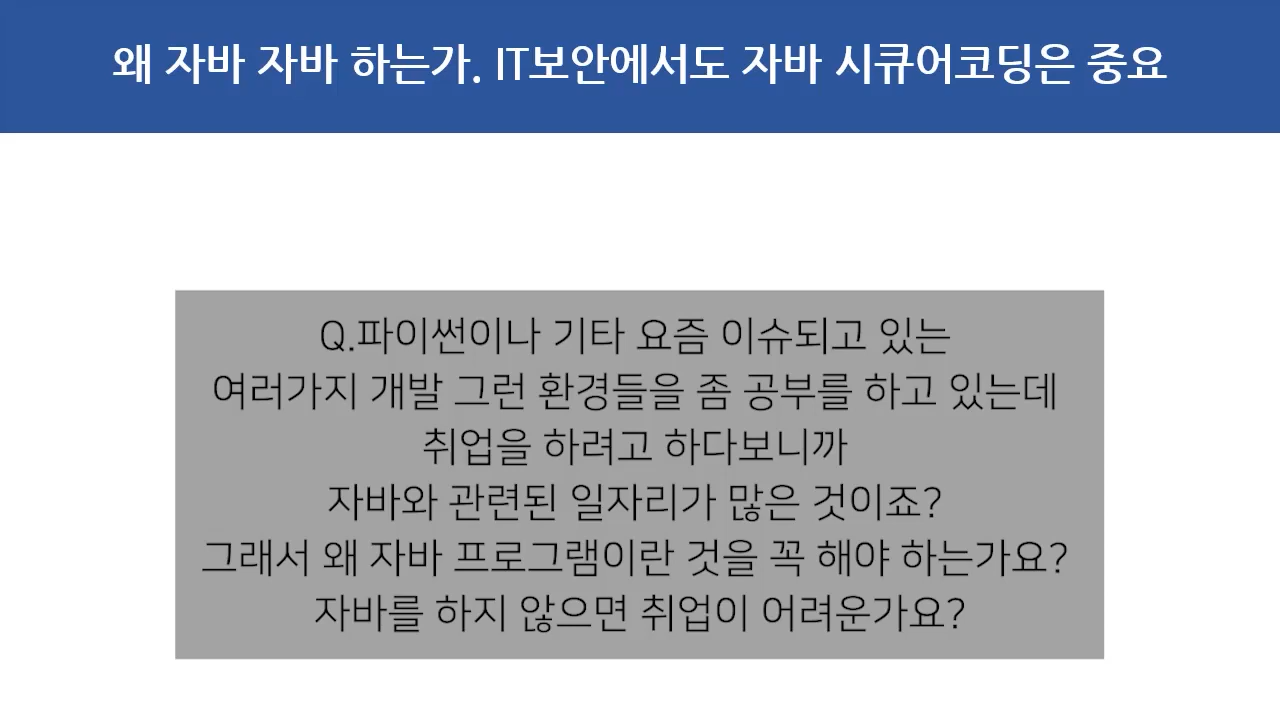 왜 자바 자바 하는가. IT보안에서도 자바 시큐어코딩은 중요
Q.파이썬이나 기타 요즘 이슈되고 있는
여러가지 개발 그런 환경들을 좀 공부를 하고 있는데
취업을 하려고 하다보니까
자바와 관련된 일자리가 많은 것이죠?
그래서 왜 자바 프로그램이란 것을 꼭 해야 하는가요?
자바를 하지 않으면 취업이 어려운가요?